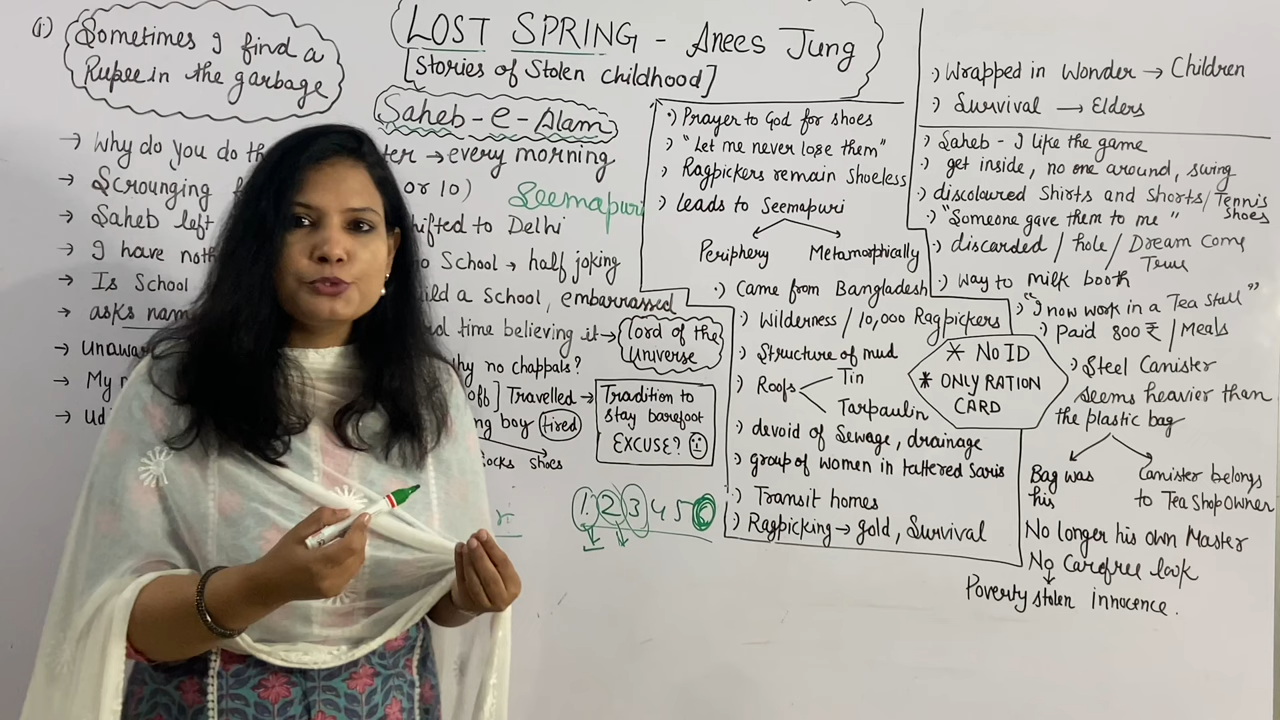 LOST SPRING - Anees Jung
[Stories of Stolen childhood]
Saheb-e-Alam
(i) Sometimes I find a
Rupee in the garbage
→ Why do you do th ter → every morning
→ Scrounging or 10)
Seemapuri
→ Saheb left hifted to Delhi
→ I have noth o School → half joking
→ Is School ild a School, embarrassed
→ asks nam d time believing it →
lord of the
Universe
→ unawa hy no chappals?
→ My Travelled →
→ ud ng boy tired
ocks shoes
Tradition to
stay barefoot
EXCUSE?
1 2 3 4 5 6
·) Prayer to God for shoes
·) "Let me never lose them"
·) Ragpickers remain shoeless
·) Leads to Seemapuri
Periphery Metamorphically
·) Came from Bangladesh
·) Wilderness / 10,000 Ragpickers
·) Structure of mud
·) Roofs Tin
Tarpaulin
·) devoid of Sewage, drainage
·) group of women in tattered Saris
·) Transit homes
·) Ragpicking → gold, Survival
·) Wrapped in Wonder → Children
·) Survival → Elders
·) Saheb - I like the game
·) get inside, no one around, swing
·) discoloured Shirts and Shorts/ Tennis
Shoes
·) "Someone gave them to me"
·) discarded / hole / Dream Come
True
·) way to milk booth
·) "I now work in a Tea Stall"
·) Paid 800 ₹ / Meals
* NO ID
* ONLY RATION
CARD
·) Steel Canister
seems heavier than
the plastic bag
Bag was
his
Canister belongs
to Tea Shop Owner
No longer his own Master
No Carefree look
Poverty stolen innocence.